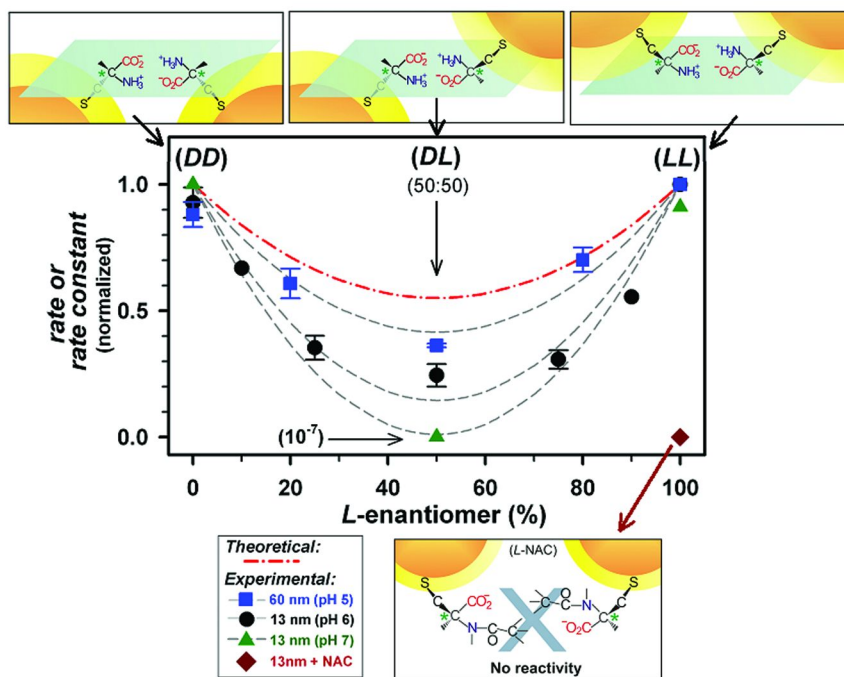 S
C
C*
CO₂⁻
NH₃⁺
⁺H₃N
⁻O₂C
C*
C
S
S
C
C*
CO₂⁻
NH₃⁺
⁺H₃N
⁻O₂C
C*
C
S
S
C
C*
CO₂⁻
NH₃⁺
⁺H₃N
⁻O₂C
C*
C
S
(DD)
(DL)
(LL)
(50:50)
1.0
0.5
0.0
rate or
rate constant
(normalized)
(10⁻⁷)
0
20
40
60
80
100
L-enantiomer (%)
Theoretical:
Experimental:
60 nm (pH 5)
13 nm (pH 6)
13 nm (pH 7)
13nm + NAC
(L-NAC)
S
C
C*
CO₂⁻
N
C
O
C
C
C
O
N
⁻O₂C
C*
C
S
No reactivity